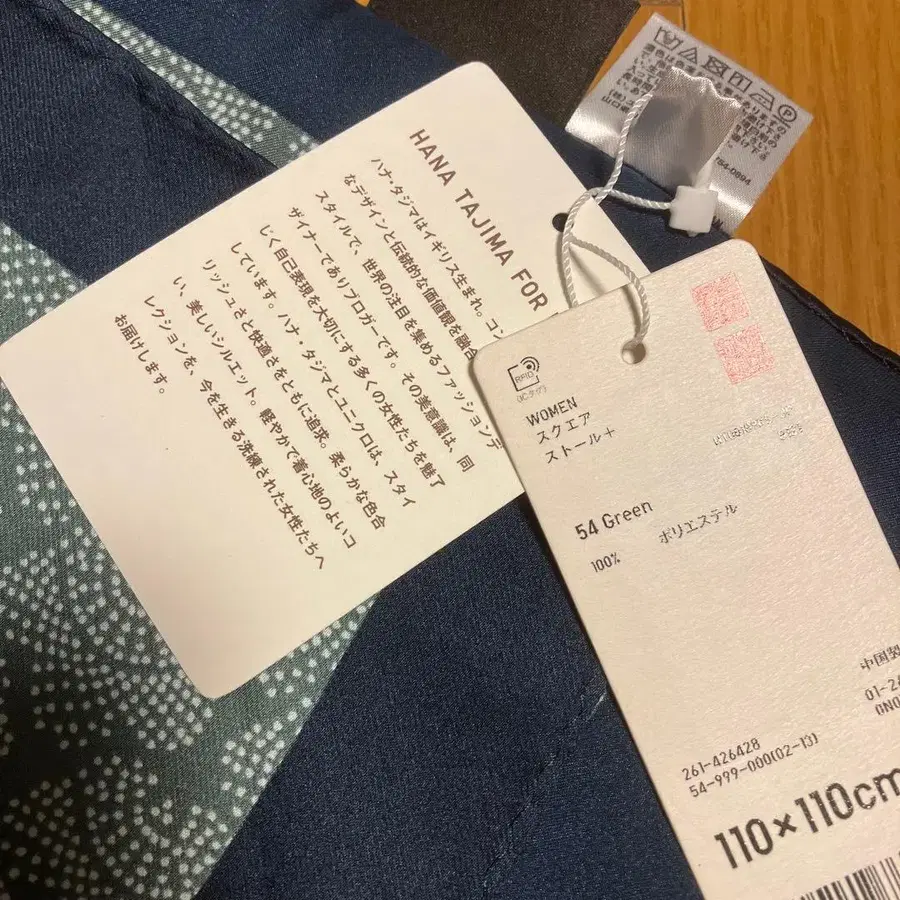 HANA TAJIMA FOR
ハナ・タジマはイギリス生まれ。コン
なデザインと伝統的な価値観を融合
スタイルで、世界の注目を集めるファッションデ
ザイナーでありブロガーです。その美意識は、同
じく自己表現を大切にする多くの女性たちを魅了
しています。ハナ・タジマとユニクロは、スタイ
リッシュさと快適さをともに追求。柔らかな色合
い、美しいシルエット。軽やかで着心地のよいコ
レクションを、今を生きる洗練された女性たちへ
お届けします。
RFID
(ICタグ)
WOMEN
スクエア
ストール+
54 Green
100% ポリエステル
中国製
01-2
261-426428
54-999-000(02-13)
110×110cm
P
154-0894